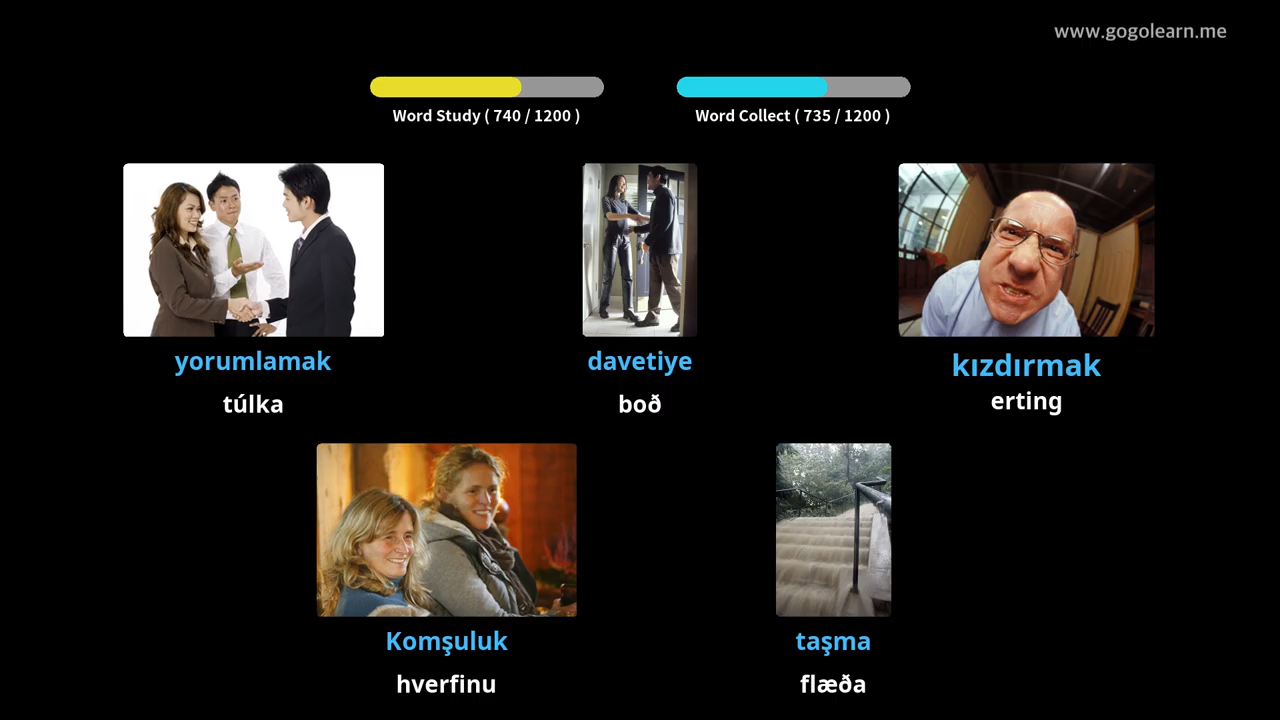 www.gogolearn.me
Word Study ( 740 / 1200 )
Word Collect ( 735 / 1200 )
yorumlamak
túlka
davetiye
boð
kızdırmak
erting
Komşuluk
hverfinu
taşma
flæða